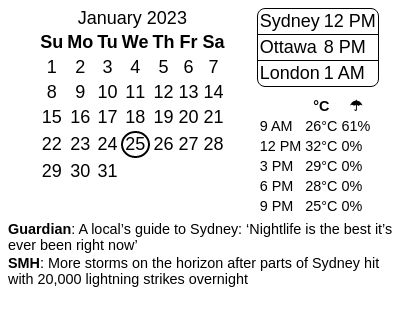 January 2023
Su Mo Tu We Th Fr Sa
1 2 3 4 5 6 7
8 9 10 11 12 13 14
15 16 17 18 19 20 21
22 23 24 25 26 27 28
29 30 31
Sydney 12 PM
Ottawa 8 PM
London 1 AM
°C ☂
9 AM 26°C 61%
12 PM 32°C 0%
3 PM 29°C 0%
6 PM 28°C 0%
9 PM 25°C 0%
Guardian: A local’s guide to Sydney: ‘Nightlife is the best it’s
ever been right now’
SMH: More storms on the horizon after parts of Sydney hit
with 20,000 lightning strikes overnight